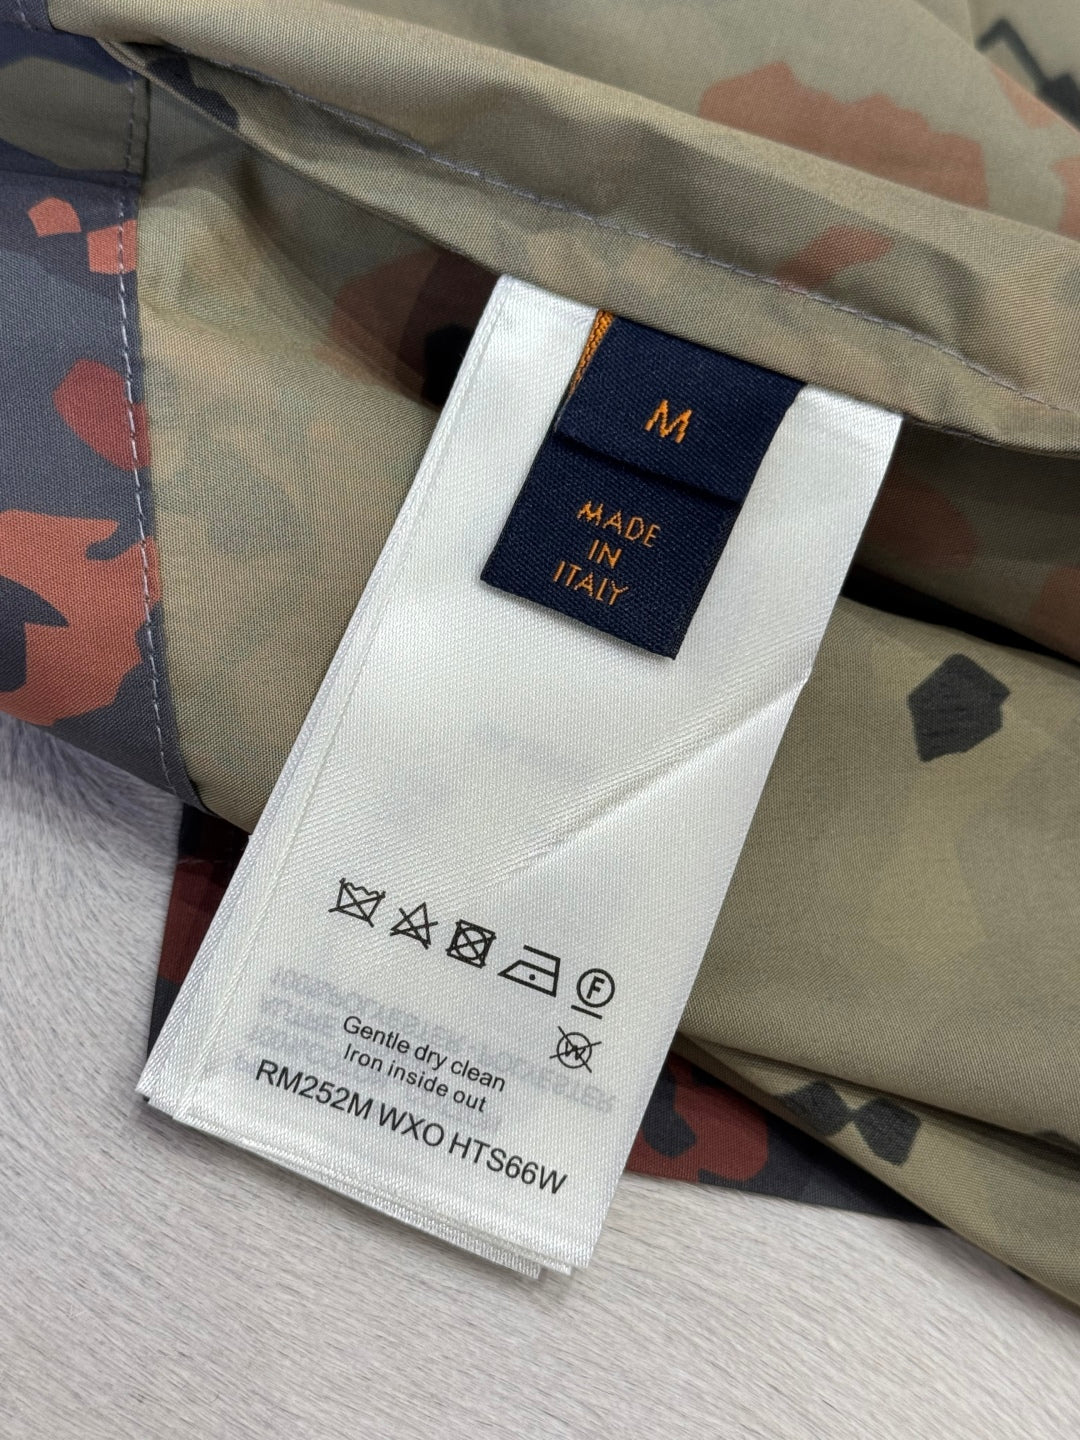 M
MADE
IN
ITALY
F
W
Gentle dry clean
Iron inside out
RM252M WXO HTS66W